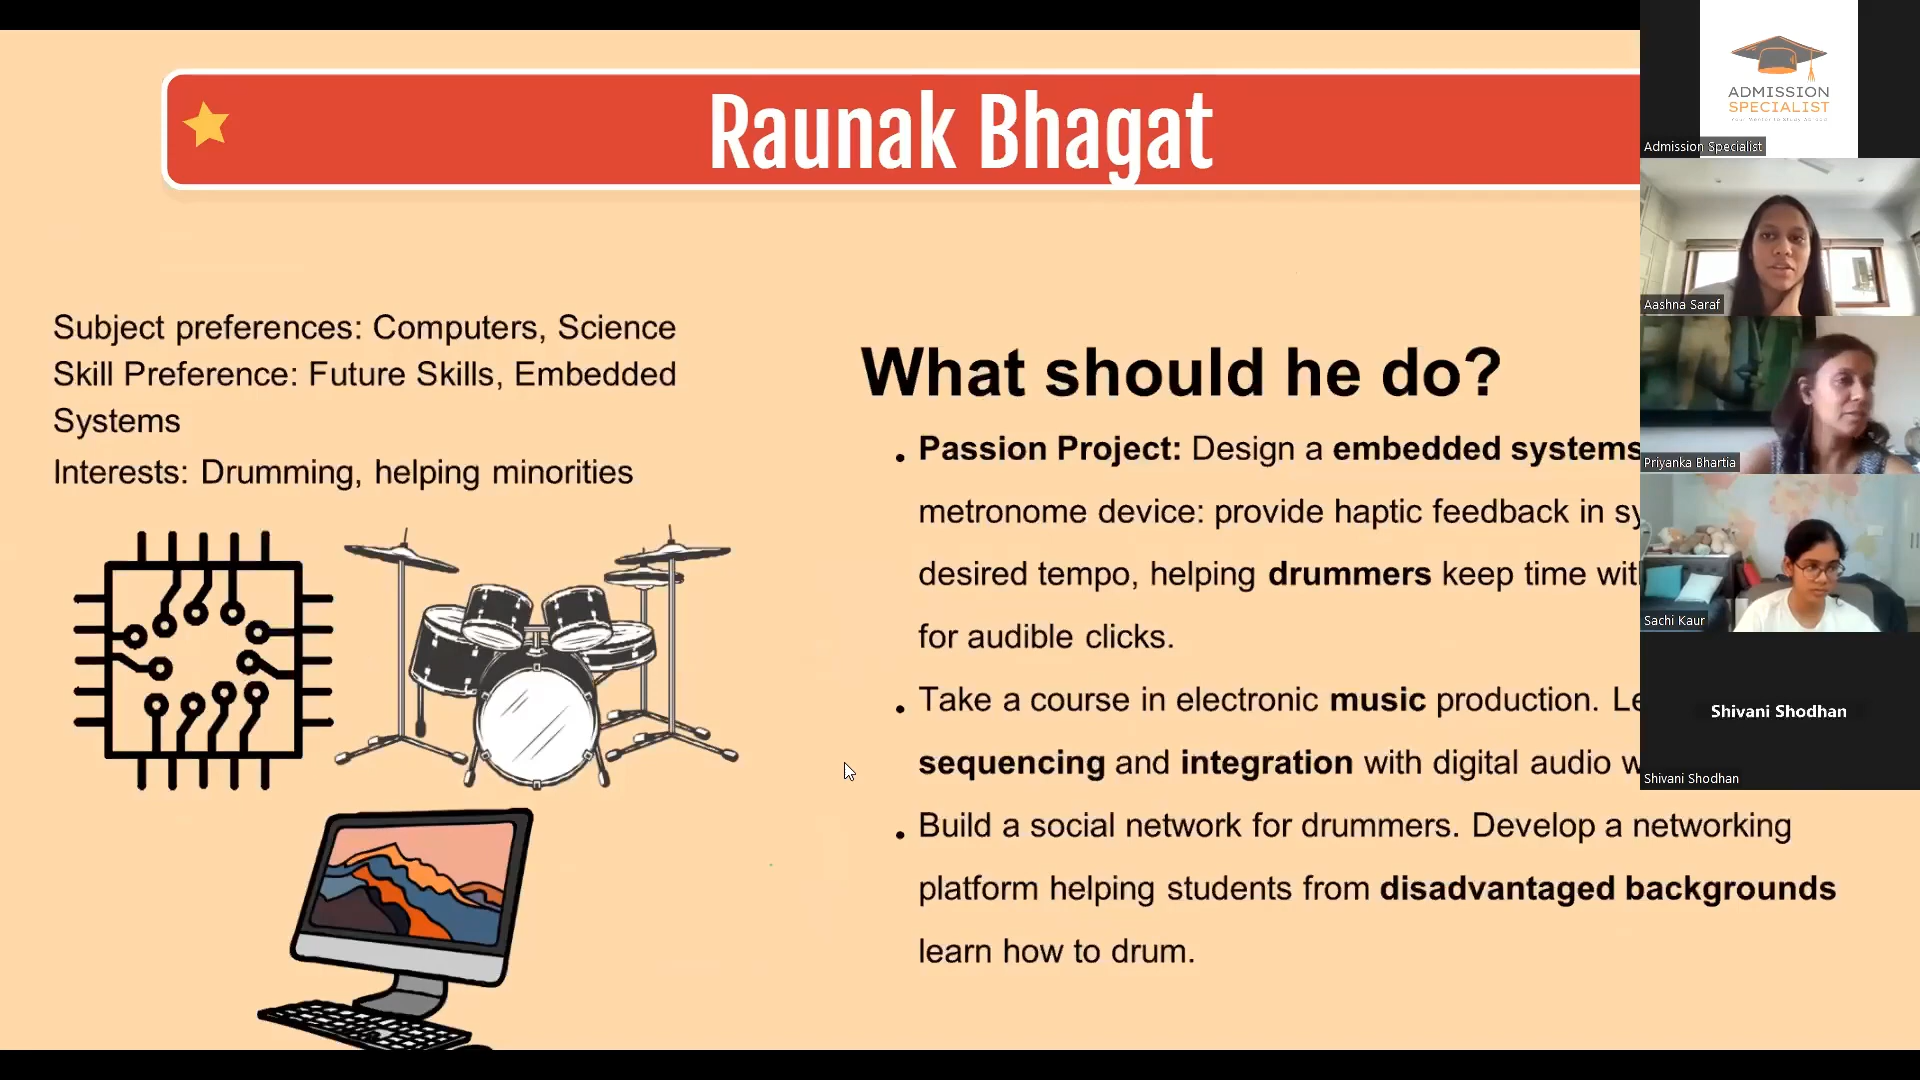 Raunak Bhagat
Subject preferences: Computers, Science
Skill Preference: Future Skills, Embedded
Systems
Interests: Drumming, helping minorities
What should he do?
Passion Project: Design a embedded systems
metronome device: provide haptic feedback in
desired tempo, helping drummers keep time
for audible clicks.
Take a course in electronic music production.
sequencing and integration with digital audio
Build a social network for drummers. Develop a networking
platform helping students from disadvantaged backgrounds
learn how to drum.
ADMISSION
SPECIALIST
Admission Specialist
Aashna Saraf
Priyanka Bhartia
Sachi Kaur
Shivani Shodhan
Shivani Shodhan